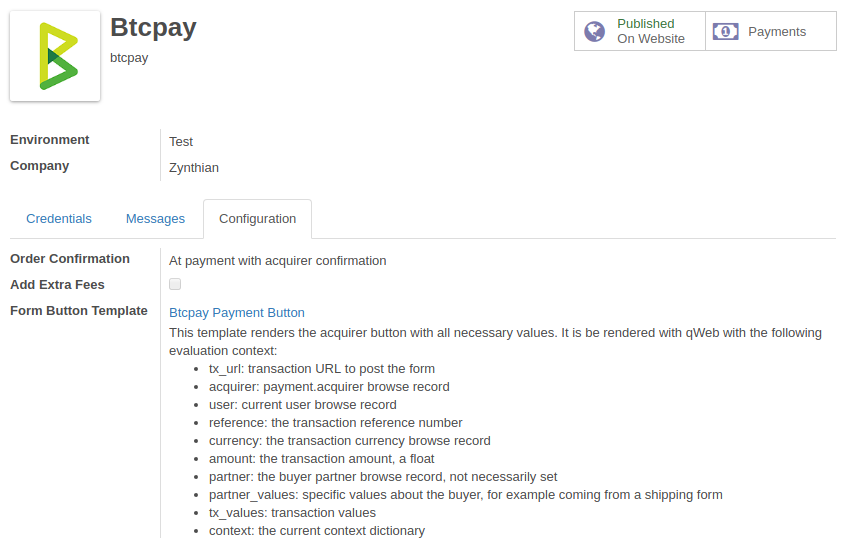 Btcpay
btcpay
Published
On Website
Payments
Environment
Test
Company
Zynthian
Credentials
Messages
Configuration
Order Confirmation
At payment with acquirer confirmation
Add Extra Fees
Form Button Template
Btcpay Payment Button
This template renders the acquirer button with all necessary values. It is be rendered with qWeb with the following
evaluation context:
• tx_url: transaction URL to post the form
• acquirer: payment.acquirer browse record
• user: current user browse record
• reference: the transaction reference number
• currency: the transaction currency browse record
• amount: the transaction amount, a float
• partner: the buyer partner browse record, not necessarily set
• partner_values: specific values about the buyer, for example coming from a shipping form
• tx_values: transaction values
• context: the current context dictionary